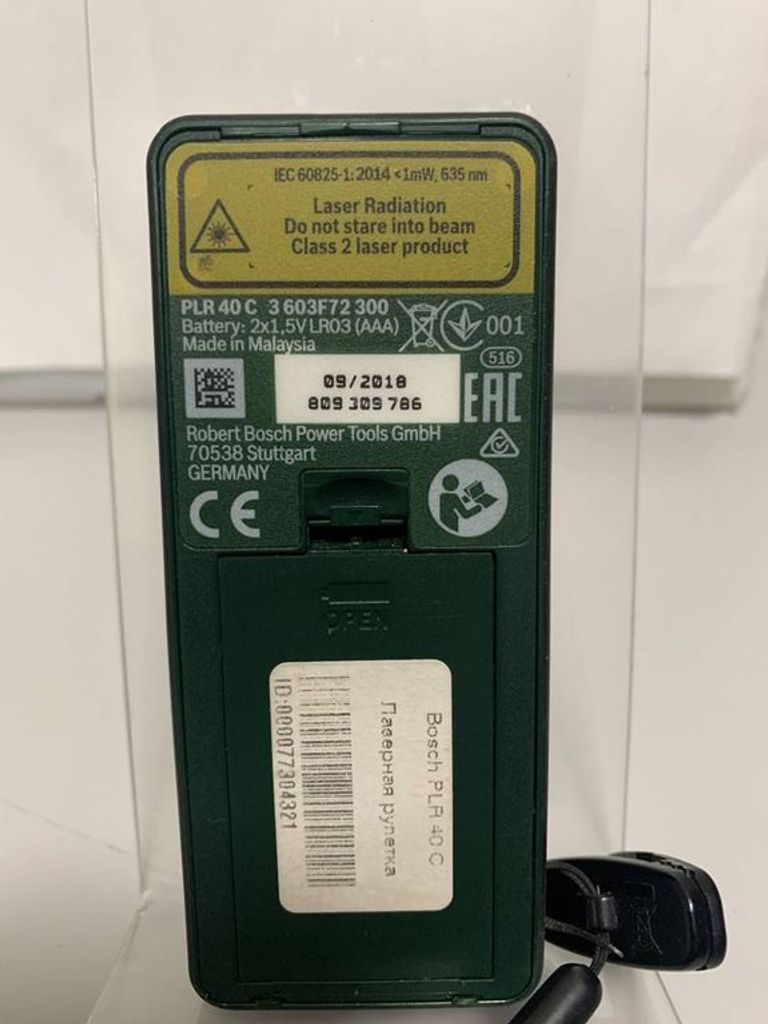 IEC 60825-1: 2014 <1mW, 635 nm
Laser Radiation
Do not stare into beam
Class 2 laser product
PLR 40 C 3 603F72 300
Battery: 2x1,5V LR03 (AAA)
001
Made in Malaysia
516
09/2018
809 309 786
EAC
Robert Bosch Power Tools GmbH
70538 Stuttgart
GERMANY
CE
OPEN
Bosch PLR 40 C
Лазерная рулетка
ID:000077304321